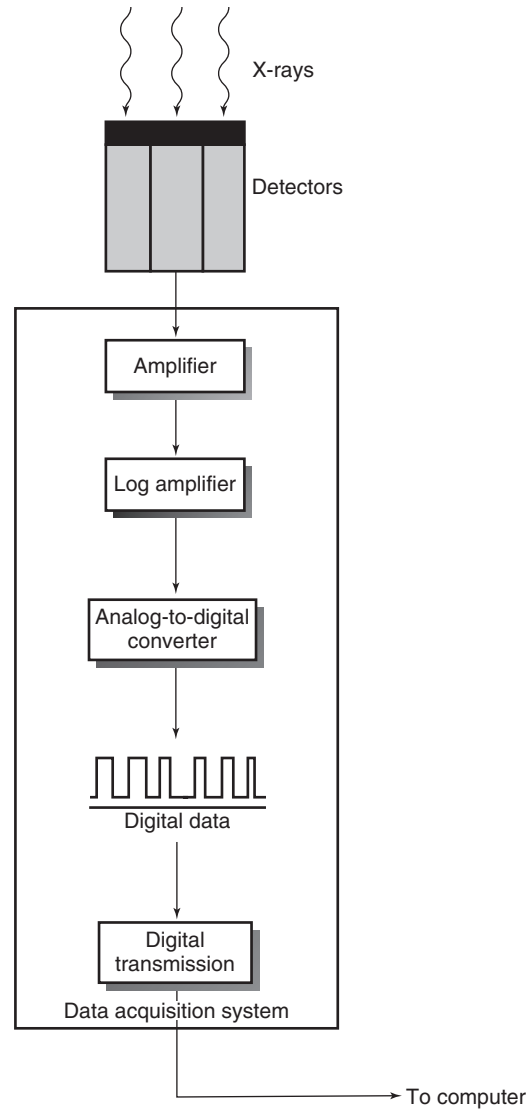 X-rays
Detectors
Amplifier
Log amplifier
Analog-to-digital
converter
Digital data
Digital
transmission
Data acquisition system
To computer